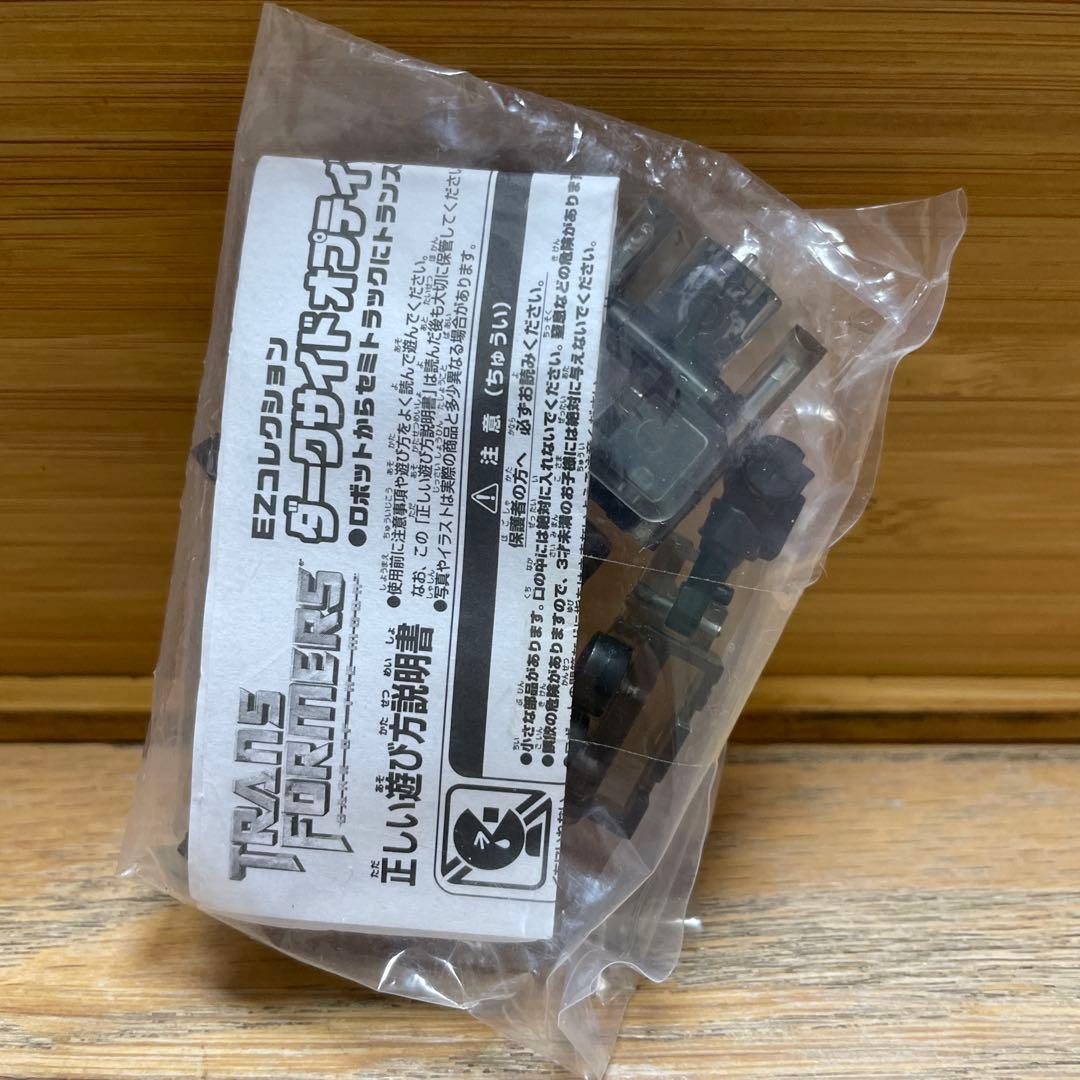 TRANS
FORMERS
EZコレクション
ダークサイドオプティ
●ロボットからセミトラックにトランス
正しい遊び方説明書
●使用前に注意事項や遊び方をよく読んで遊んでください。
なお、この「正しい遊び方説明書」は読んだ後も大切に保管してください
●写真やイラストは実際の商品と多少異なる場合があります。
注意(ちゅうい)
保護者の方へ 必ずお読みください。
●小さな部品があります。口の中には絶対に入れないでください。窒息などの危険があります
●誤飲の危険がありますので、3才未満のお子様には絶対に与えないでください。